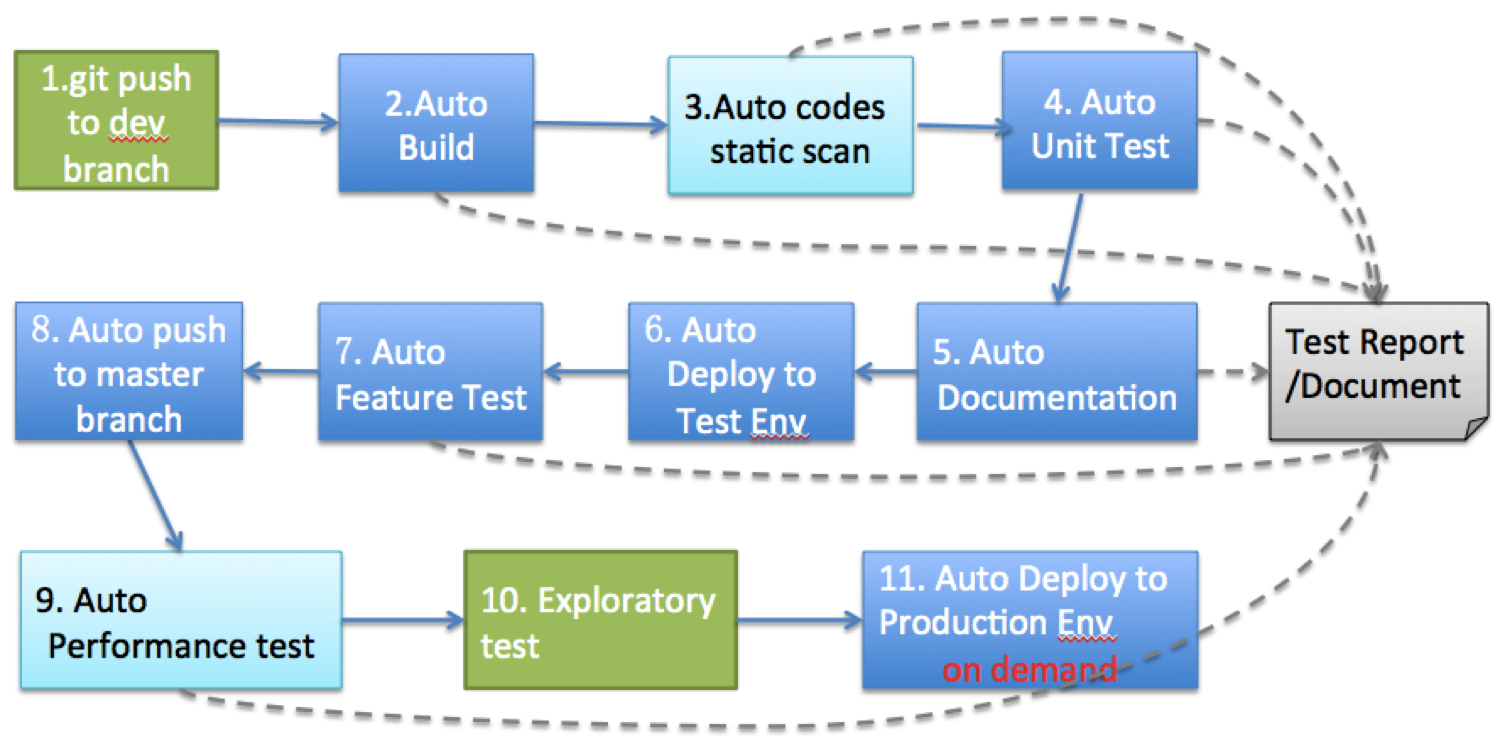 1.git push
to dev
branch
2.Auto
Build
3.Auto codes
static scan
4. Auto
Unit Test
8. Auto push
to master
branch
7. Auto
Feature Test
6. Auto
Deploy to
Test Env
5. Auto
Documentation
Test Report
/Document
9. Auto
Performance test
10. Exploratory
test
11. Auto Deploy to
Production Env
on demand